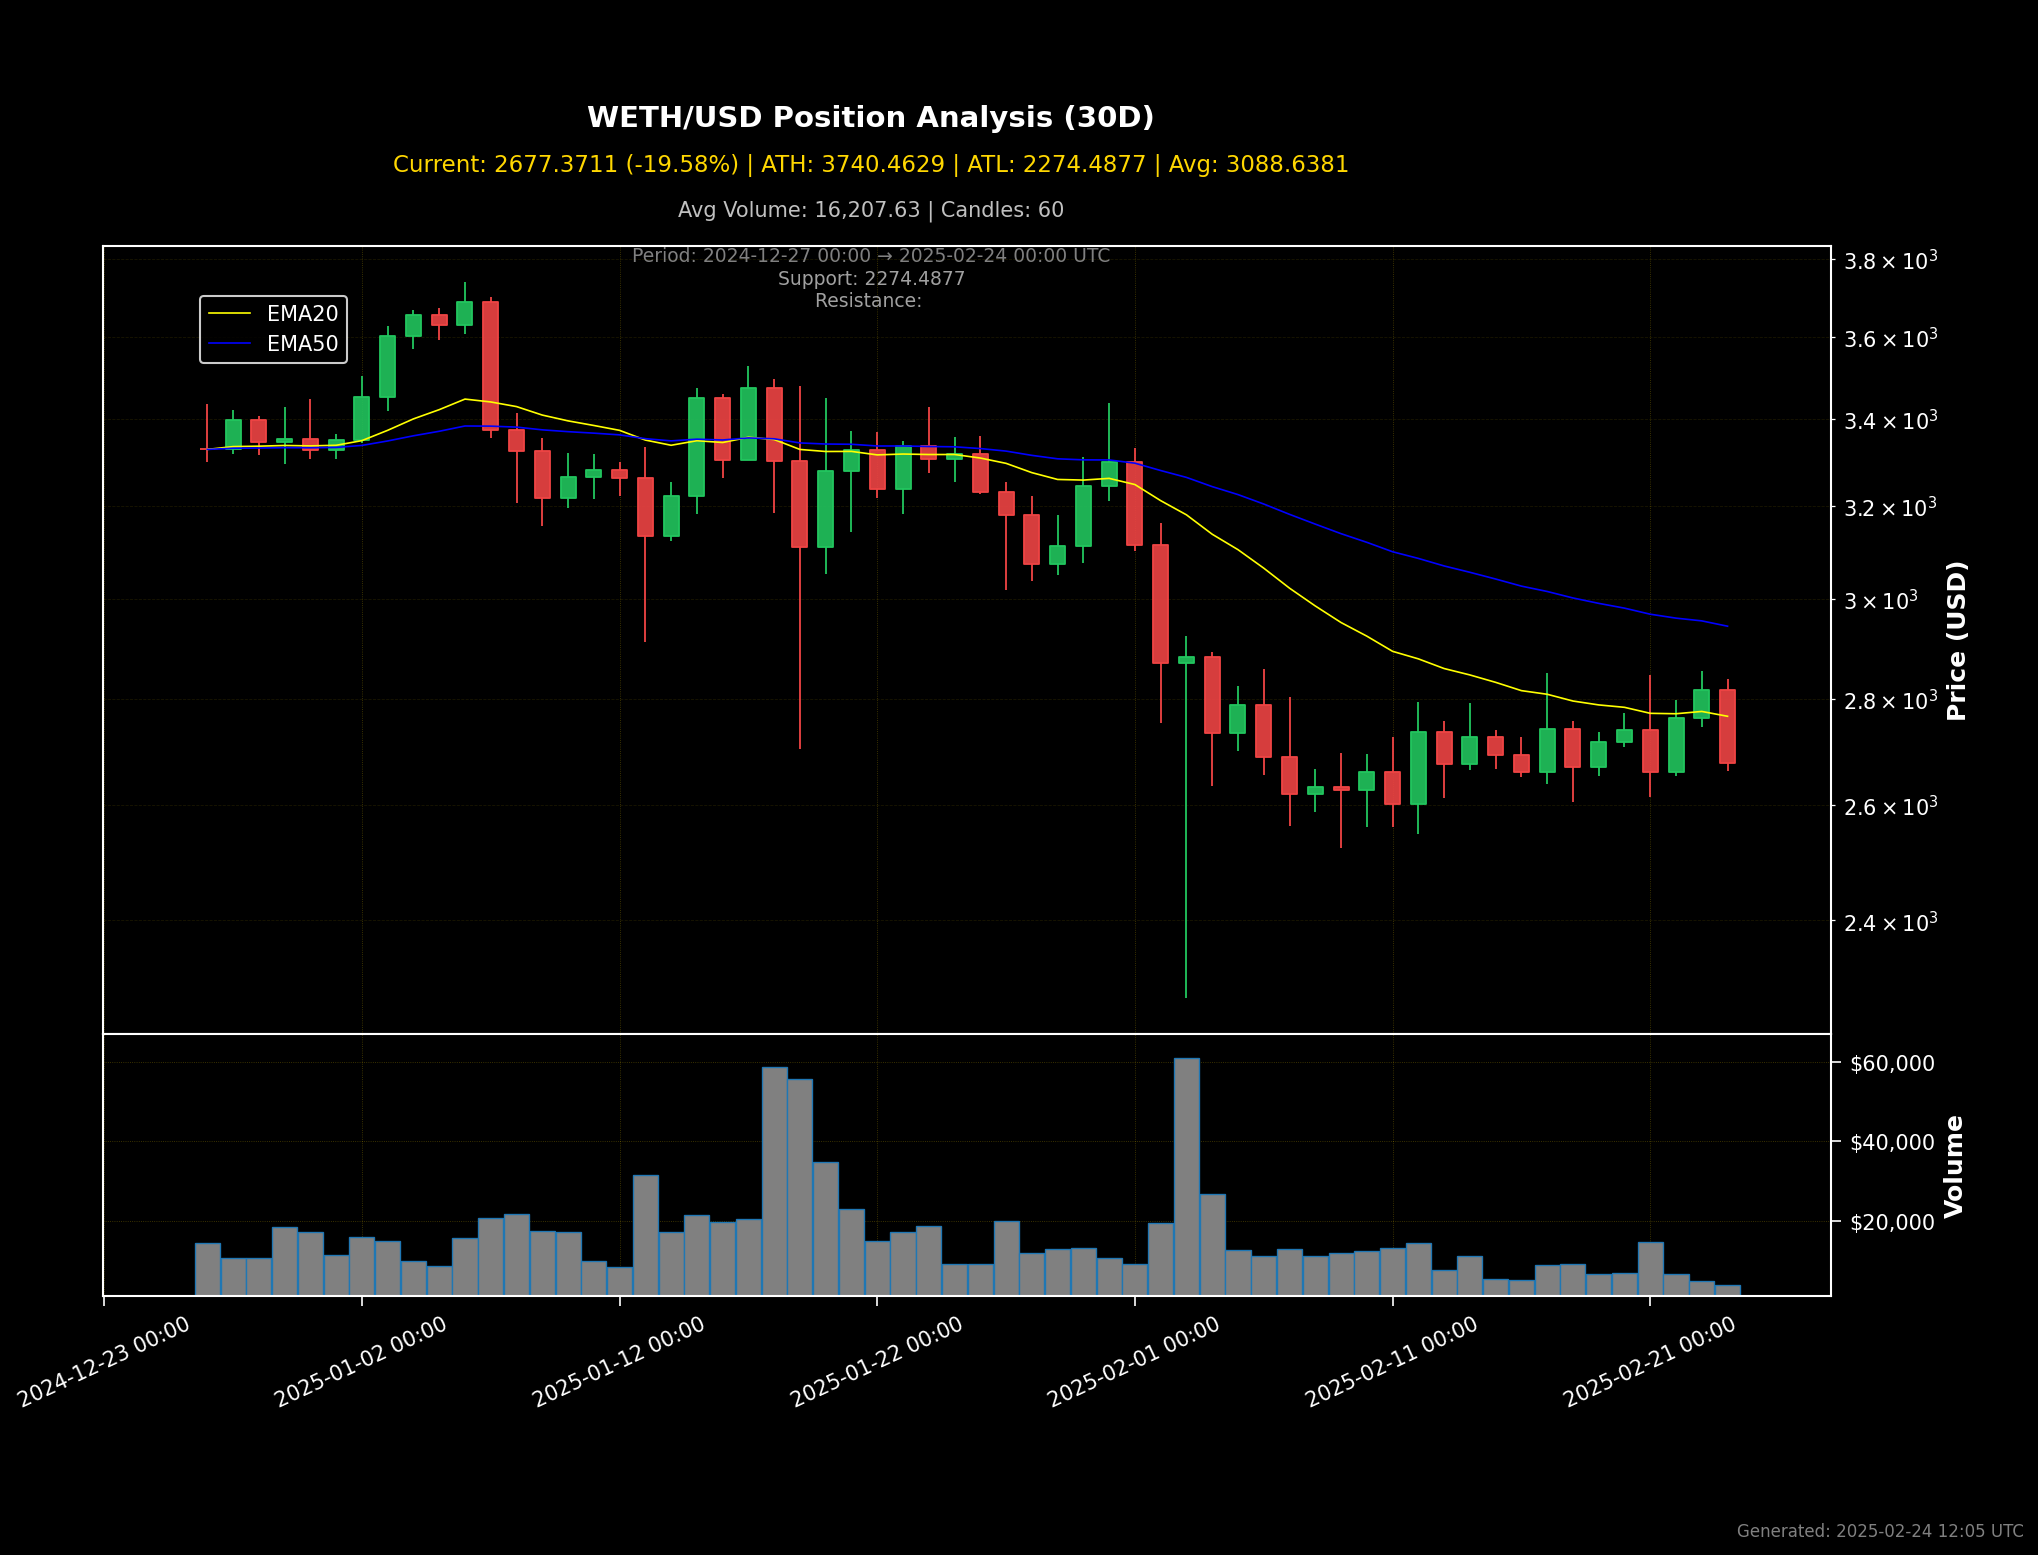 WETH/USD Position Analysis (30D)
Current: 2677.3711 (-19.58%) | ATH: 3740.4629 | ATL: 2274.4877 | Avg: 3088.6381
Avg Volume: 16,207.63 | Candles: 60
Period: 2024-12-27 00:00 → 2025-02-24 00:00 UTC
Support: 2274.4877
Resistance:
EMA20
EMA50
3.8 × 10³
3.6 × 10³
3.4 × 10³
3.2 × 10³
3 × 10³
2.8 × 10³
2.6 × 10³
2.4 × 10³
Price (USD)
$60,000
$40,000
$20,000
Volume
2024-12-23 00:00
2025-01-02 00:00
2025-01-12 00:00
2025-01-22 00:00
2025-02-01 00:00
2025-02-11 00:00
2025-02-21 00:00
Generated: 2025-02-24 12:05 UTC